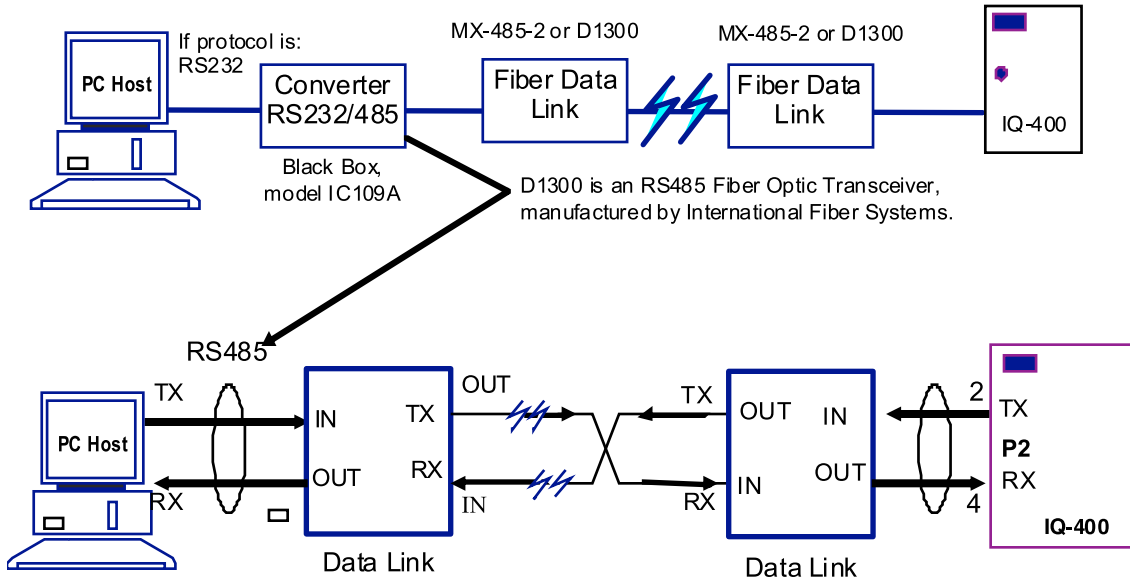 If protocol is:
RS232
MX-485-2 or D1300
MX-485-2 or D1300
PC Host
Converter
RS232/485
Fiber Data
Link
Fiber Data
Link
IQ-400
Black Box,
model IC109A
D1300 is an RS485 Fiber Optic Transceiver,
manufactured by International Fiber Systems.
RS485
TX
OUT
TX
2
PC Host
IN
TX
OUT
IN
TX
P2
OUT
RX
IN
OUT
RX
RX
IN
RX
4
IQ-400
Data Link
Data Link